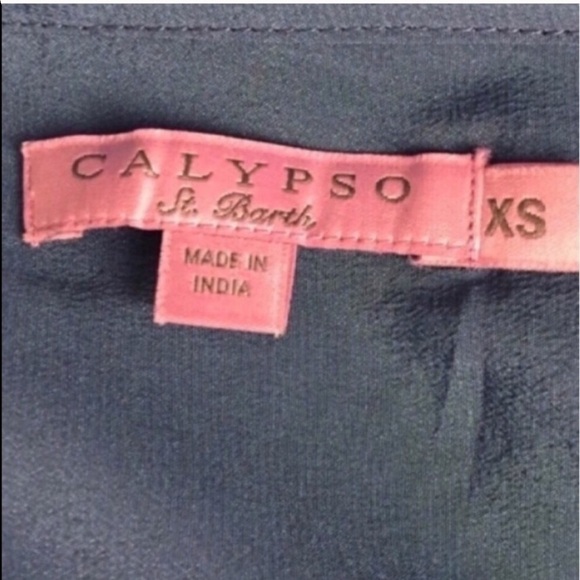 CALYPSO
St. Barth
XS
MADE IN
INDIA